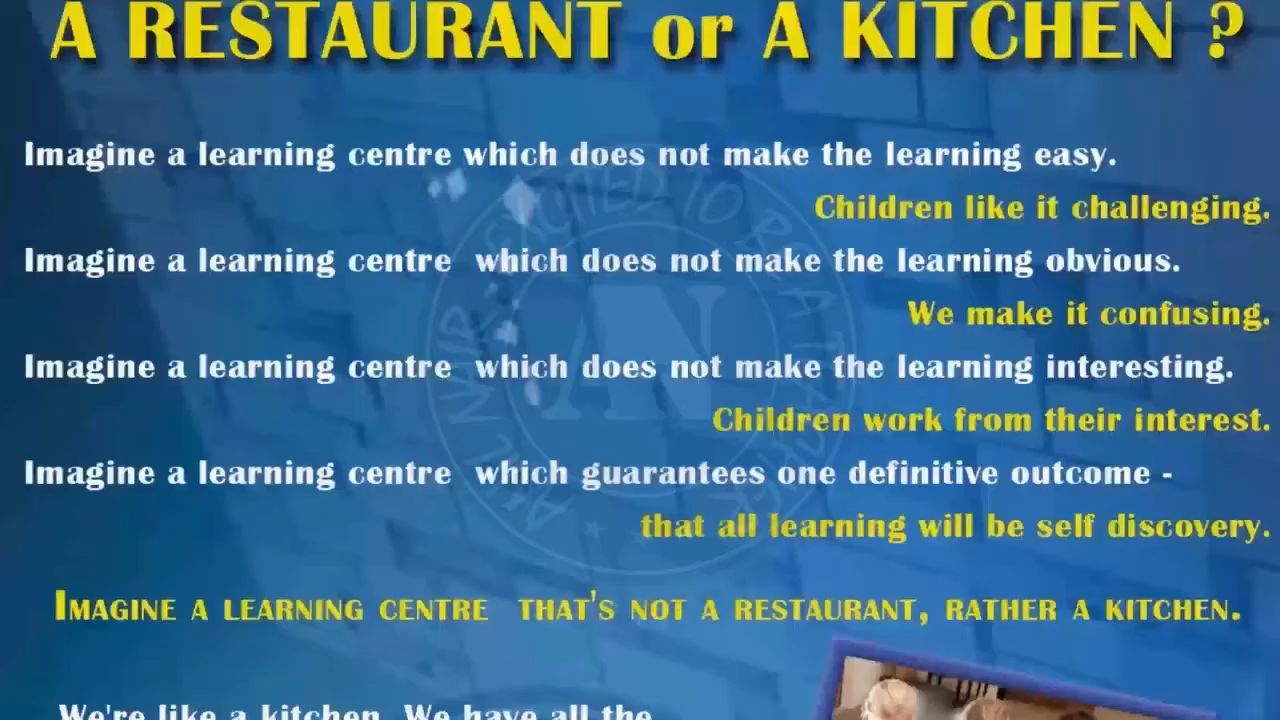 A RESTAURANT or A KITCHEN ?
Imagine a learning centre which does not make the learning easy.
Children like it challenging.
Imagine a learning centre which does not make the learning obvious.
We make it confusing.
Imagine a learning centre which does not make the learning interesting.
Children work from their interest.
Imagine a learning centre which guarantees one definitive outcome -
that all learning will be self discovery.
IMAGINE A LEARNING CENTRE THAT'S NOT A RESTAURANT, RATHER A KITCHEN.
We're like a kitchen. We have all the
AN